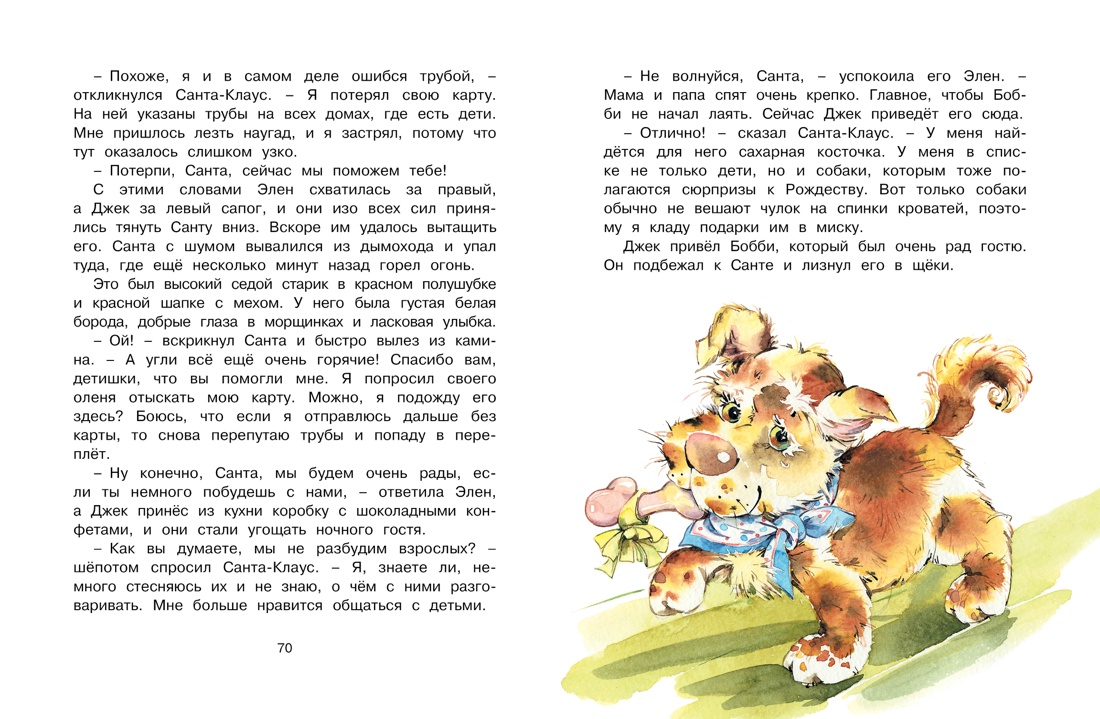 – Похоже, я и в самом деле ошибся трубой, –
откликнулся Санта-Клаус. – Я потерял свою карту.
На ней указаны трубы на всех домах, где есть дети.
Мне пришлось лезть наугад, и я застрял, потому что
тут оказалось слишком узко.
– Потерпи, Санта, сейчас мы поможем тебе!
С этими словами Элен схватилась за правый,
а Джек за левый сапог, и они изо всех сил приня-
лись тянуть Санту вниз. Вскоре им удалось вытащить
его. Санта с шумом вывалился из дымохода и упал
туда, где ещё несколько минут назад горел огонь.
Это был высокий седой старик в красном полушубке
и красной шапке с мехом. У него была густая белая
борода, добрые глаза в морщинках и ласковая улыбка.
– Ой! – вскрикнул Санта и быстро вылез из ками-
на. – А угли всё ещё очень горячие! Спасибо вам,
детишки, что вы помогли мне. Я попросил своего
оленя отыскать мою карту. Можно, я подожду его
здесь? Боюсь, что если я отправлюсь дальше без
карты, то снова перепутаю трубы и попаду в пере-
плёт.
– Ну конечно, Санта, мы будем очень рады, ес-
ли ты немного побудешь с нами, – ответила Элен,
а Джек принёс из кухни коробку с шоколадными кон-
фетами, и они стали угощать ночного гостя.
– Как вы думаете, мы не разбудим взрослых? –
шёпотом спросил Санта-Клаус. – Я, знаете ли, не-
много стесняюсь их и не знаю, о чём с ними разго-
варивать. Мне больше нравится общаться с детьми.
70
– Не волнуйся, Санта, – успокоила его Элен. –
Мама и папа спят очень крепко. Главное, чтобы Боб-
би не начал лаять. Сейчас Джек приведёт его сюда.
– Отлично! – сказал Санта-Клаус. – У меня най-
дётся для него сахарная косточка. У меня в спис-
ке не только дети, но и собаки, которым тоже по-
лагаются сюрпризы к Рождеству. Вот только собаки
обычно не вешают чулок на спинки кроватей, поэто-
му я кладу подарки им в миску.
Джек привёл Бобби, который был очень рад гостю.
Он подбежал к Санте и лизнул его в щёки.